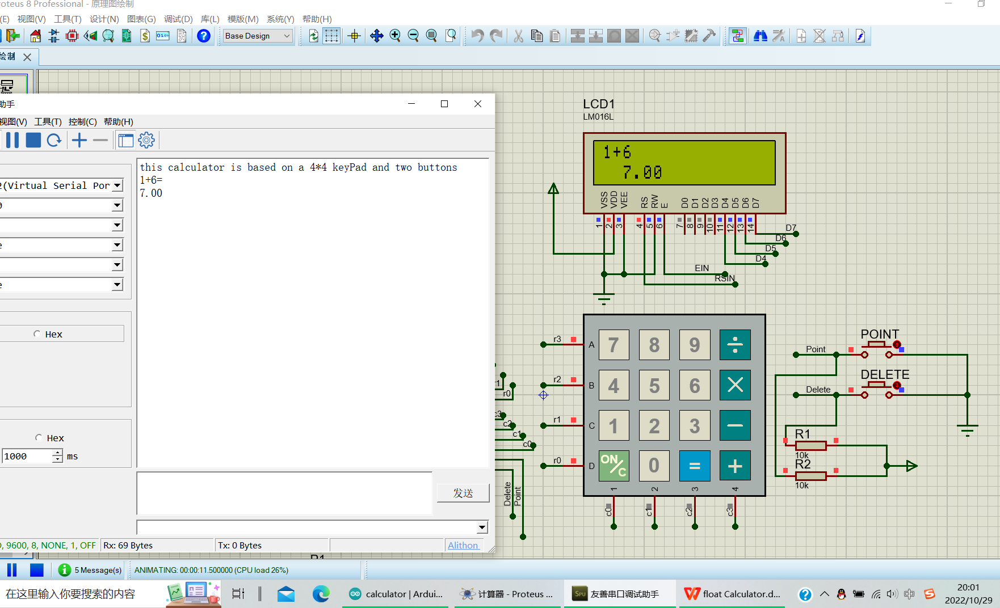 roteus 8 Professional - 原理图绘制
(E) 视图(V) 工具(T) 设计(N) 图表(G) 调试(D) 库(L) 模版(M) 系统(Y) 帮助(H)
Base Design
绘制
助手
视图(V) 工具(T) 控制(C) 帮助(H)
2(Virtual Serial Por
0
e
e
Hex
Hex
1000 ms
this calculator is based on a 4*4 keyPad and two buttons
1+6=
7.00
发送
0, 9600, 8, NONE, 1, OFF Rx: 69 Bytes Tx: 0 Bytes Alithon
LCD1
LM016L
1+6
7.00
VSS VDD VEE RS RW E D0 D1 D2 D3 D4 D5 D6 D7
1 2 3 4 5 6 7 8 9 10 11 12 13 14
D7
D6
D5
D4
EIN
RSIN
r3 A 7 8 9 ÷
r2 B 4 5 6 ×
r1 C 1 2 3 −
r0 D ON/C 0 = +
1 2 3 4
c0 c1 c2 c3
r1
r0
c3
c2
c1
c0
Delete Point
POINT
Point
DELETE
Delete
R1
10k
R2
10k
5 Message(s) ANIMATING: 00:00:11.500000 (CPU load 26%)
在这里输入你要搜索的内容
calculator | Ardui...
计算器 - Proteus ...
SPU 友善串口调试助手
float Calculator.d...
中
20:01
2022/10/29